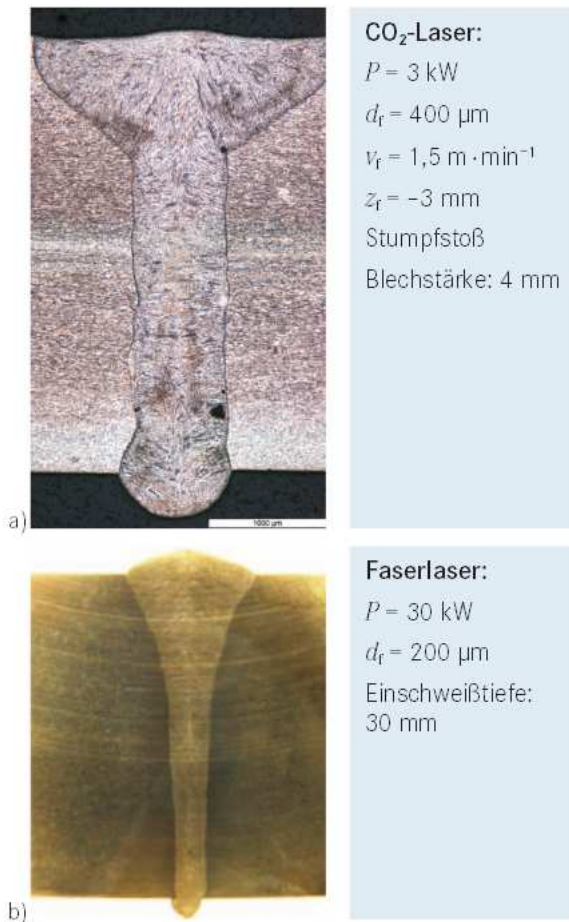 CO₂-Laser:
P = 3 kW
d_f = 400 µm
v_f = 1,5 m·min⁻¹
z_f = −3 mm
Stumpfstoß
Blechstärke: 4 mm
1000 µm
a)
Faserlaser:
P = 30 kW
d_f = 200 µm
Einschweißtiefe:
30 mm
b)